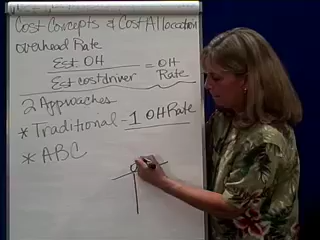 Cost Concepts & Cost Allocation
Overhead Rate
Est OH
Est cost driver = OH Rate
2 Approaches
* Traditional - 1 OH Rate
* ABC